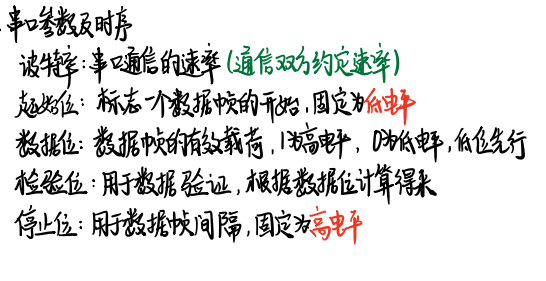 串口参数及时序
波特率:串口通信的速率(通信双方约定速率)
起始位:标志一个数据帧的开始,固定为低电平
数据位:数据帧的有效载荷,1为高电平,0为低电平,低位先行
检验位:用于数据验证,根据数据位计算得来
停止位:用于数据帧间隔,固定为高电平